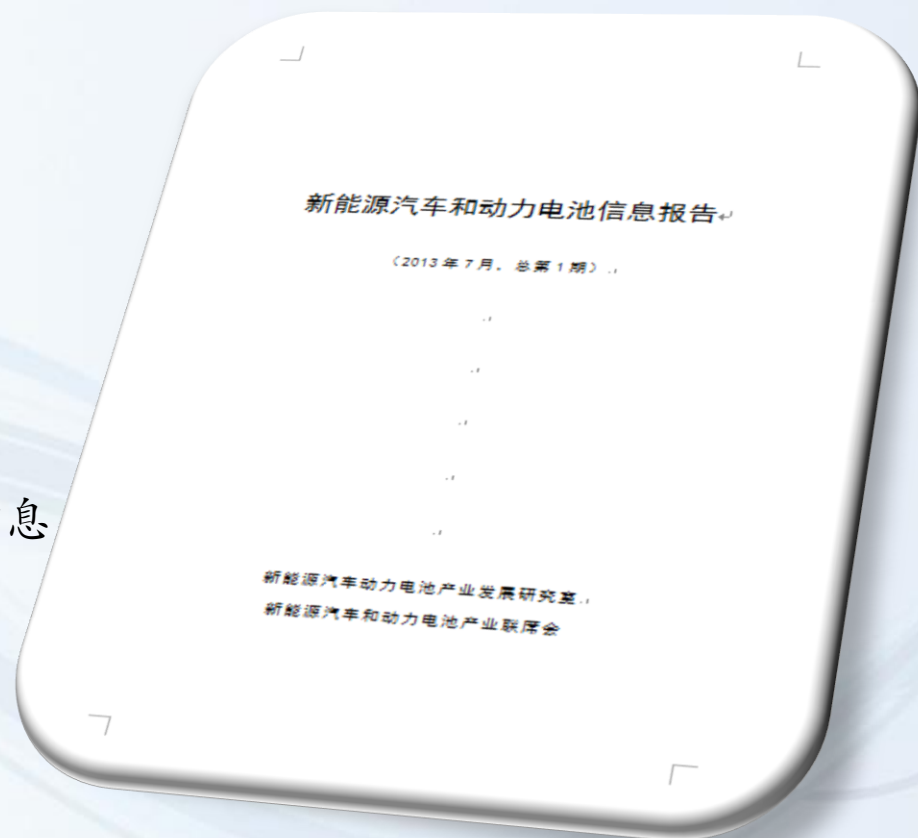 新能源汽车和动力电池信息报告
（2013年7月。总第1期）
息
新能源汽车动力电池产业发展研究室
新能源汽车和动力电池产业联席会